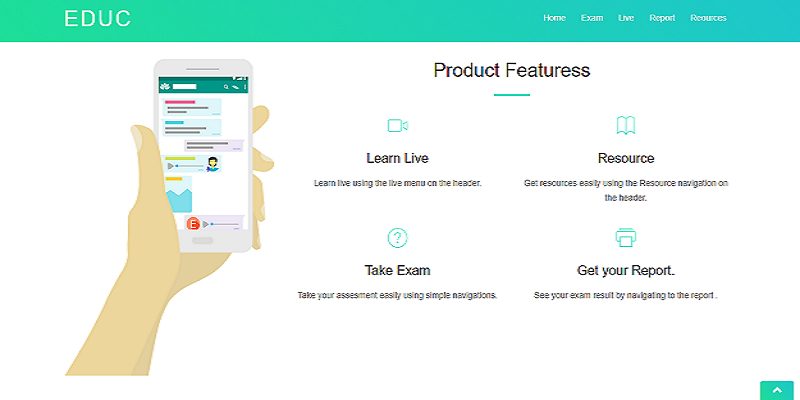 EDUC
Home Exam Live Report Reources
Product Featuress
Learn Live
Learn live using the live menu on the header.
Resource
Get resources easily using the Resource navigation on
the header.
Take Exam
Take your assesment easily using simple navigations.
Get your Report.
See your exam result by navigating to the report .
E